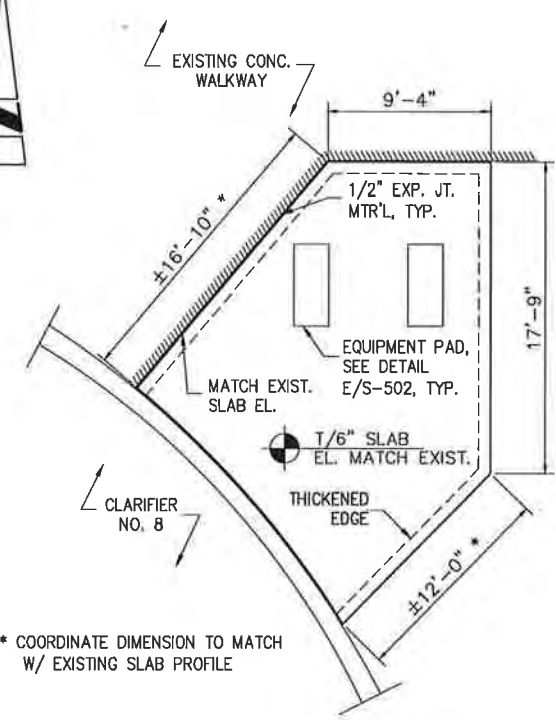 EXISTING CONC.
WALKWAY
9'-4"
1/2" EXP. JT.
MTR'L, TYP.
±16'-10" *
17'-9"
EQUIPMENT PAD,
SEE DETAIL
E/S-502, TYP.
MATCH EXIST.
SLAB EL.
T/6" SLAB
EL. MATCH EXIST.
THICKENED
EDGE
CLARIFIER
NO. 8
±12'-0" *
* COORDINATE DIMENSION TO MATCH
W/ EXISTING SLAB PROFILE